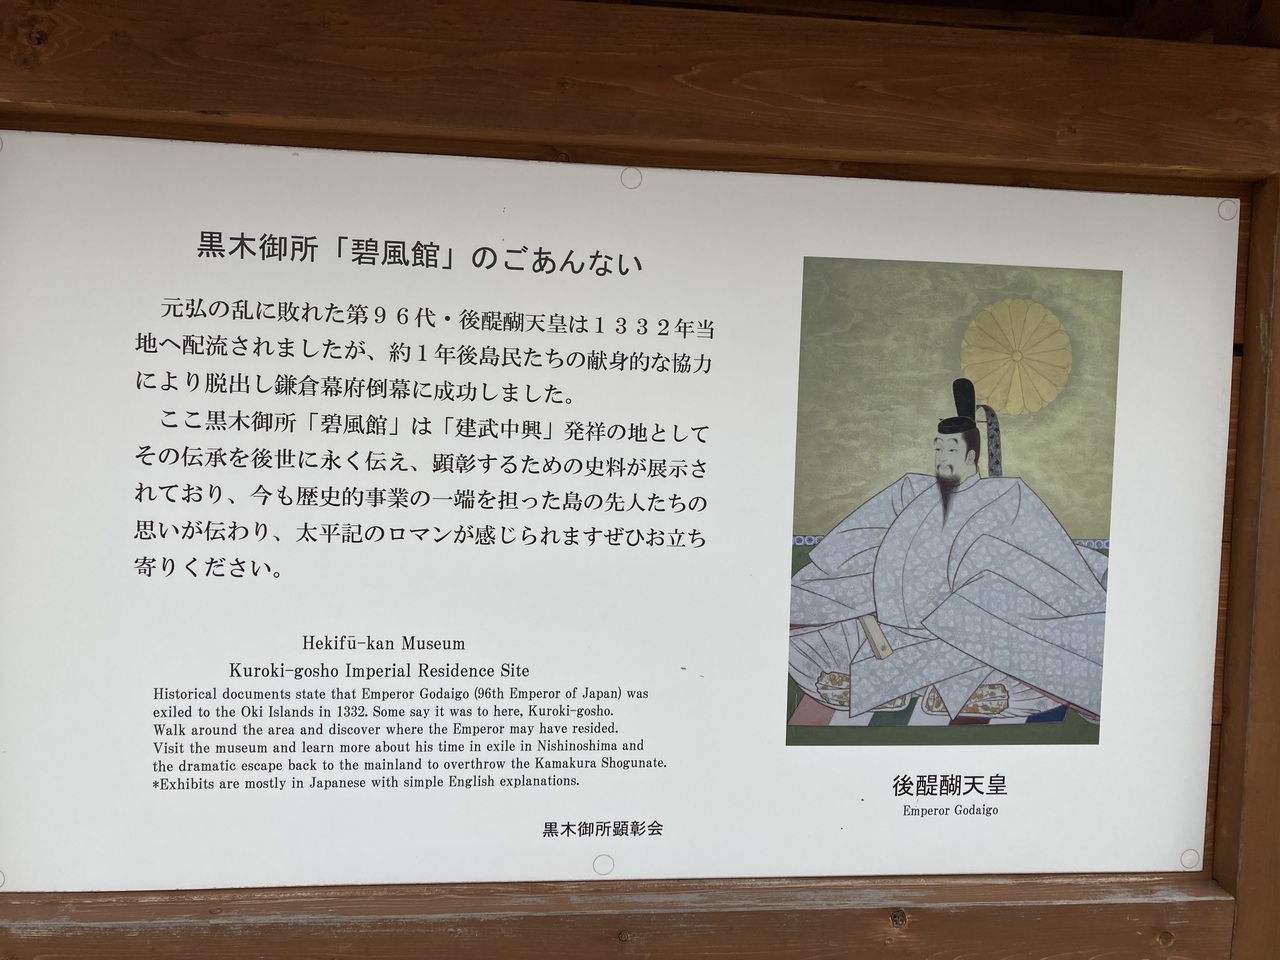 黒木御所「碧風館」のごあんない
元弘の乱に敗れた第９６代・後醍醐天皇は１３３２年当
地へ配流されましたが、約１年後島民たちの献身的な協力
により脱出し鎌倉幕府倒幕に成功しました。
ここ黒木御所「碧風館」は「建武中興」発祥の地として
その伝承を後世に永く伝え、顕彰するための史料が展示さ
れており、今も歴史的事業の一端を担った島の先人たちの
思いが伝わり、太平記のロマンが感じられますぜひお立ち
寄りください。
Hekifū-kan Museum
Kuroki-gosho Imperial Residence Site
Historical documents state that Emperor Godaigo (96th Emperor of Japan) was
exiled to the Oki Islands in 1332. Some say it was to here, Kuroki-gosho.
Walk around the area and discover where the Emperor may have resided.
Visit the museum and learn more about his time in exile in Nishinoshima and
the dramatic escape back to the mainland to overthrow the Kamakura Shogunate.
*Exhibits are mostly in Japanese with simple English explanations.
黒木御所顕彰会
後醍醐天皇
Emperor Godaigo